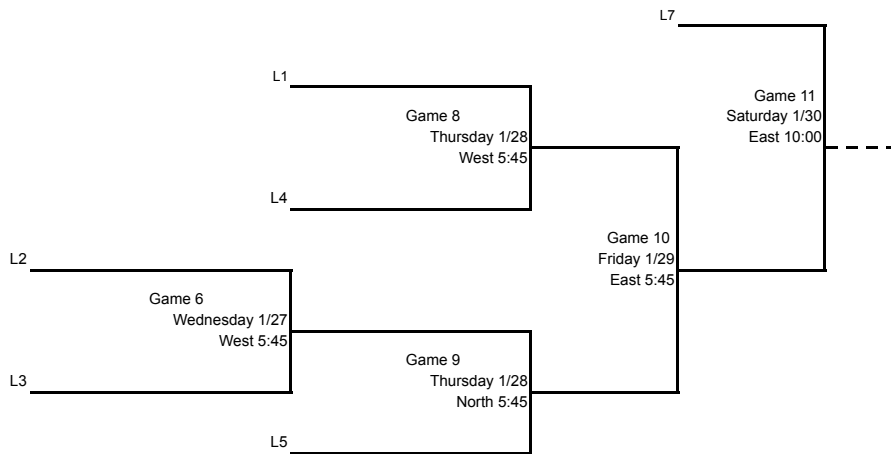 L7
L1
Game 11
Saturday 1/30
East 10:00
Game 8
Thursday 1/28
West 5:45
L4
Game 10
Friday 1/29
East 5:45
L2
Game 6
Wednesday 1/27
West 5:45
Game 9
Thursday 1/28
North 5:45
L3
L5